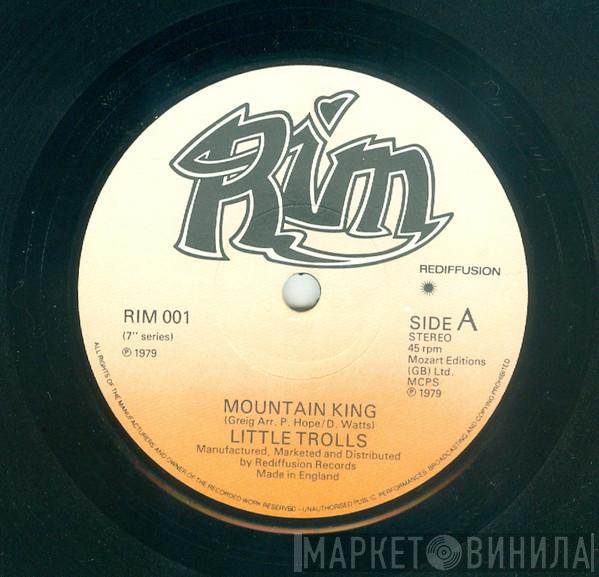 Rim
REDIFFUSION
RIM 001
(7" series)
℗ 1979
SIDE A
STEREO
45 rpm
Mozart Editions
(GB) Ltd.
MCPS
℗ 1979
MOUNTAIN KING
(Greig Arr. P. Hope/D. Watts)
LITTLE TROLLS
Manufactured, Marketed and Distributed
by Rediffusion Records
Made in England
ALL RIGHTS OF THE MANUFACTURERS, AND OWNER OF THE RECORDED WORK RESERVED - UNAUTHORISED PUBLIC PERFORMANCES BROADCASTING AND COPYING PROHIBITED
МАРКЕТ ВИНИЛА